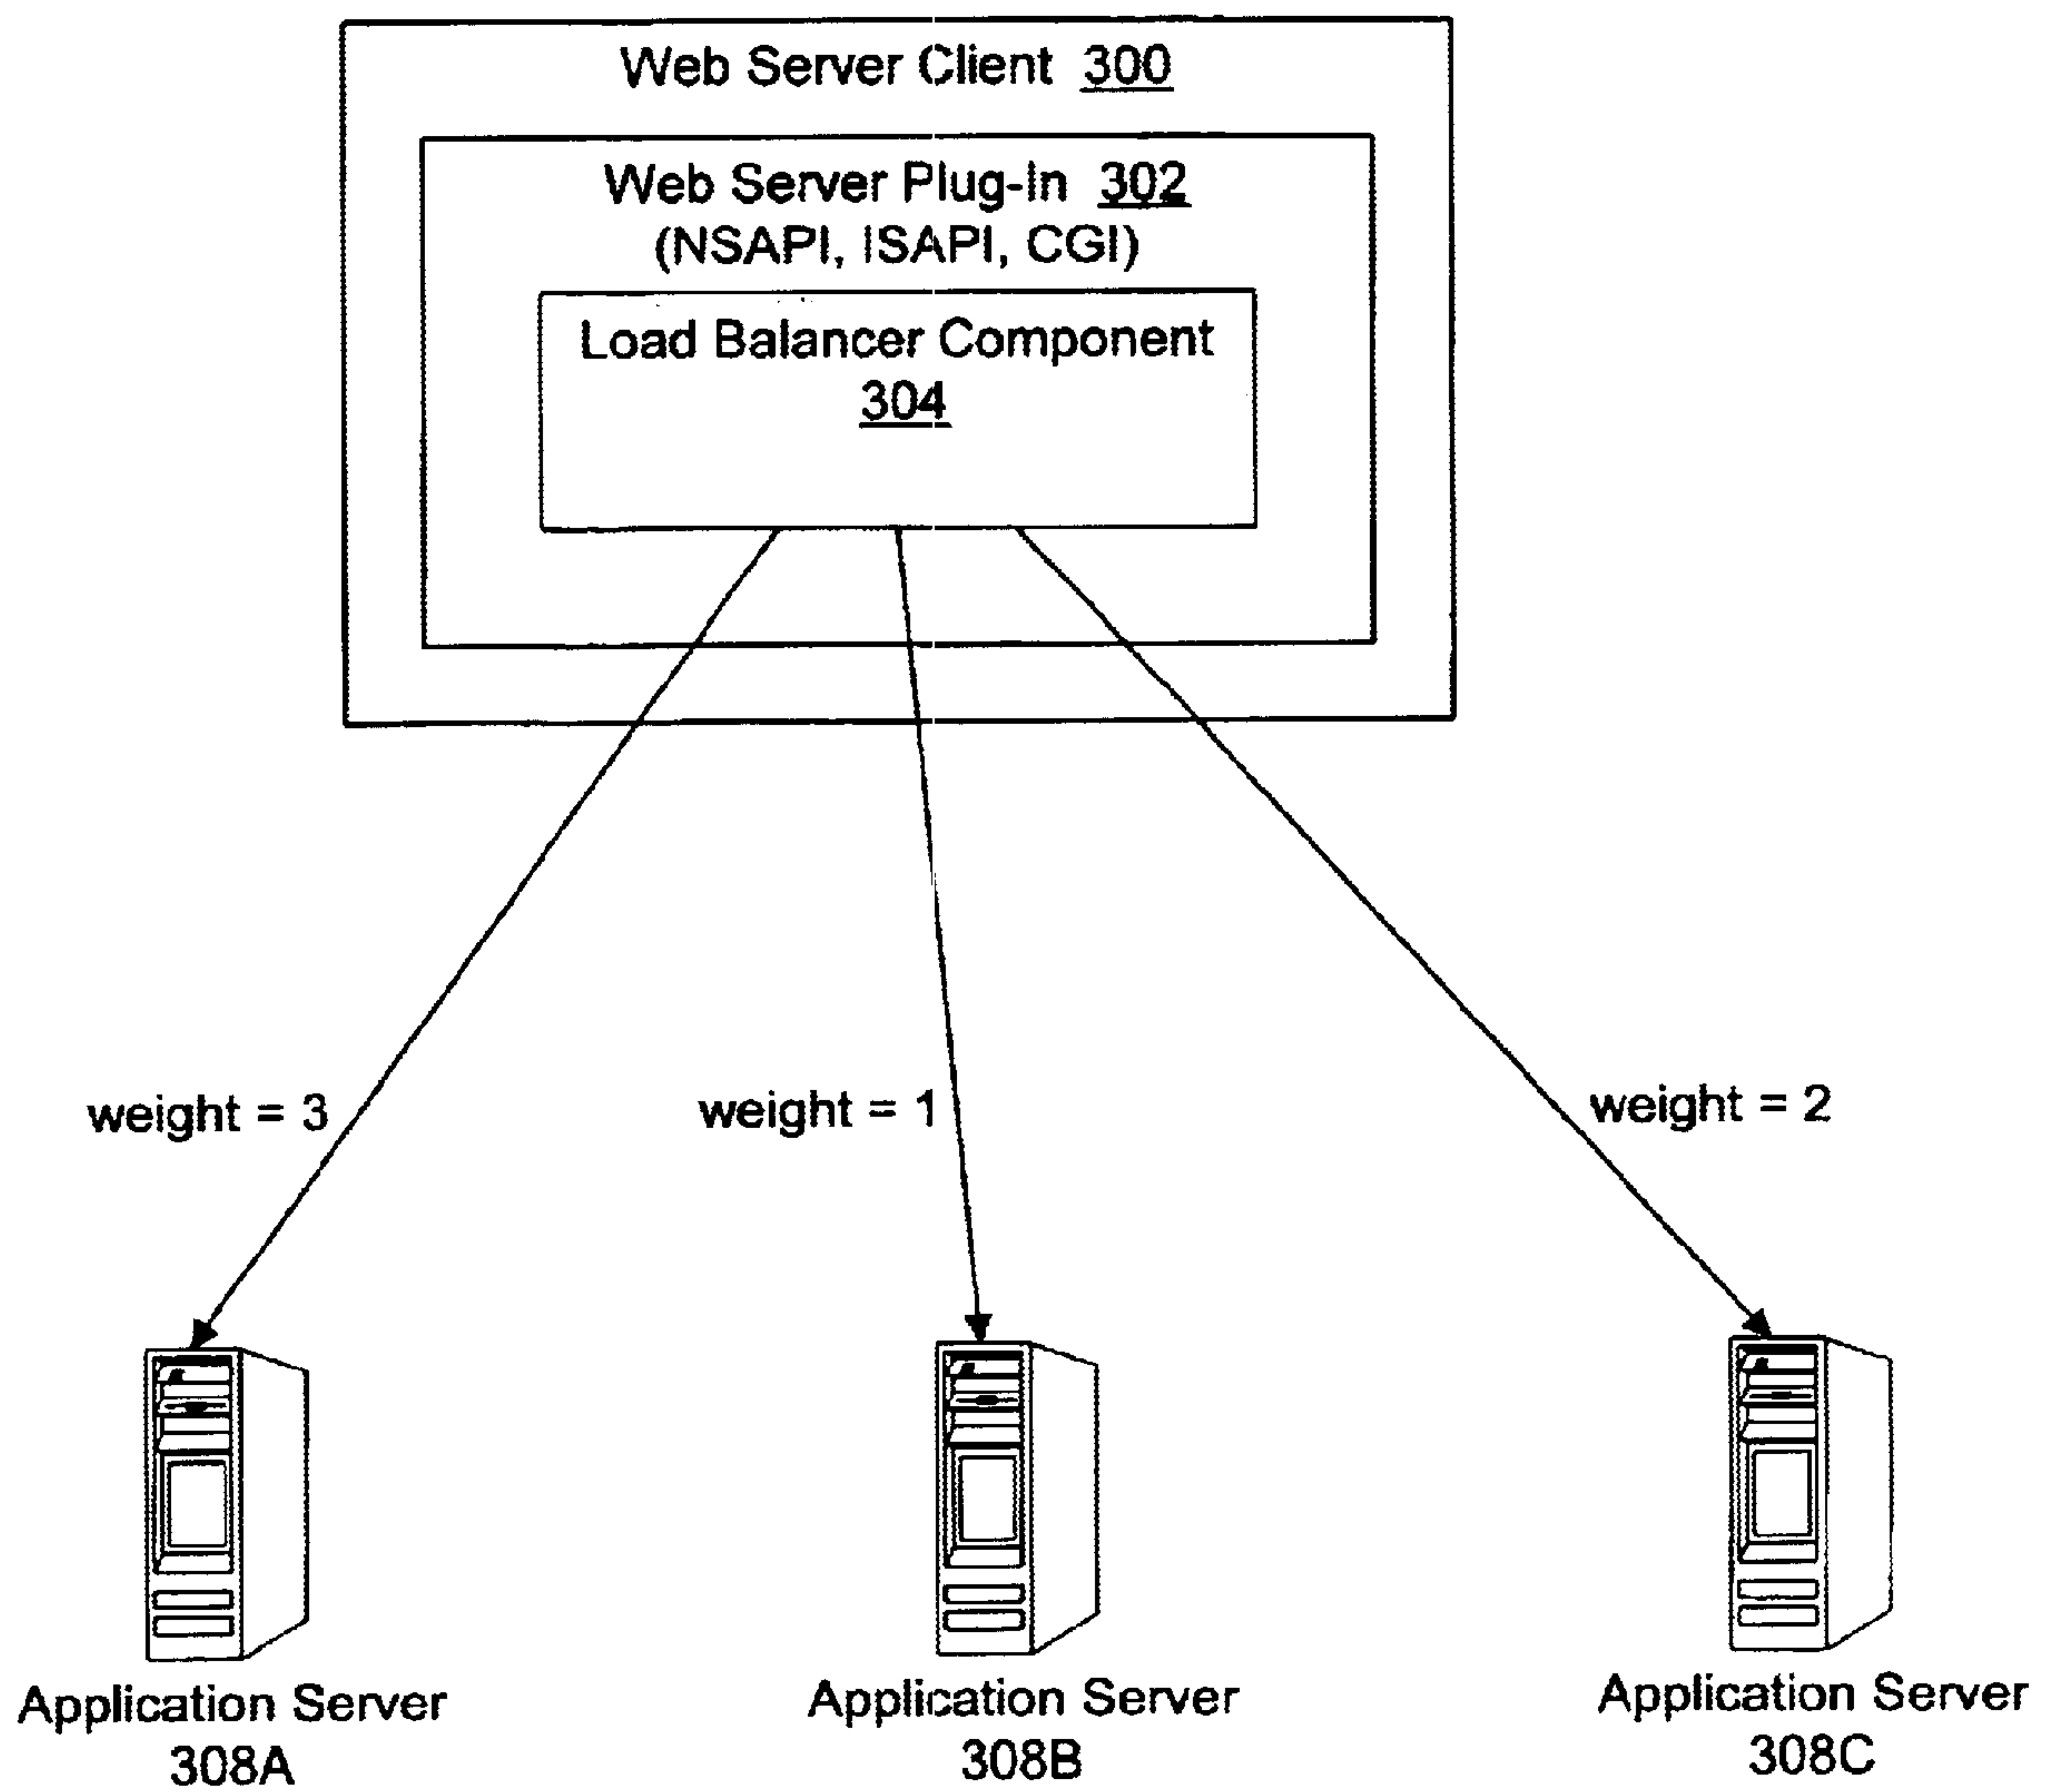 Web Server Client 300
Web Server Plug-In 302
(NSAPI, ISAPI, CGI)
Load Balancer Component
304
weight = 3
weight = 1
weight = 2
Application Server
308A
Application Server
308B
Application Server
308C